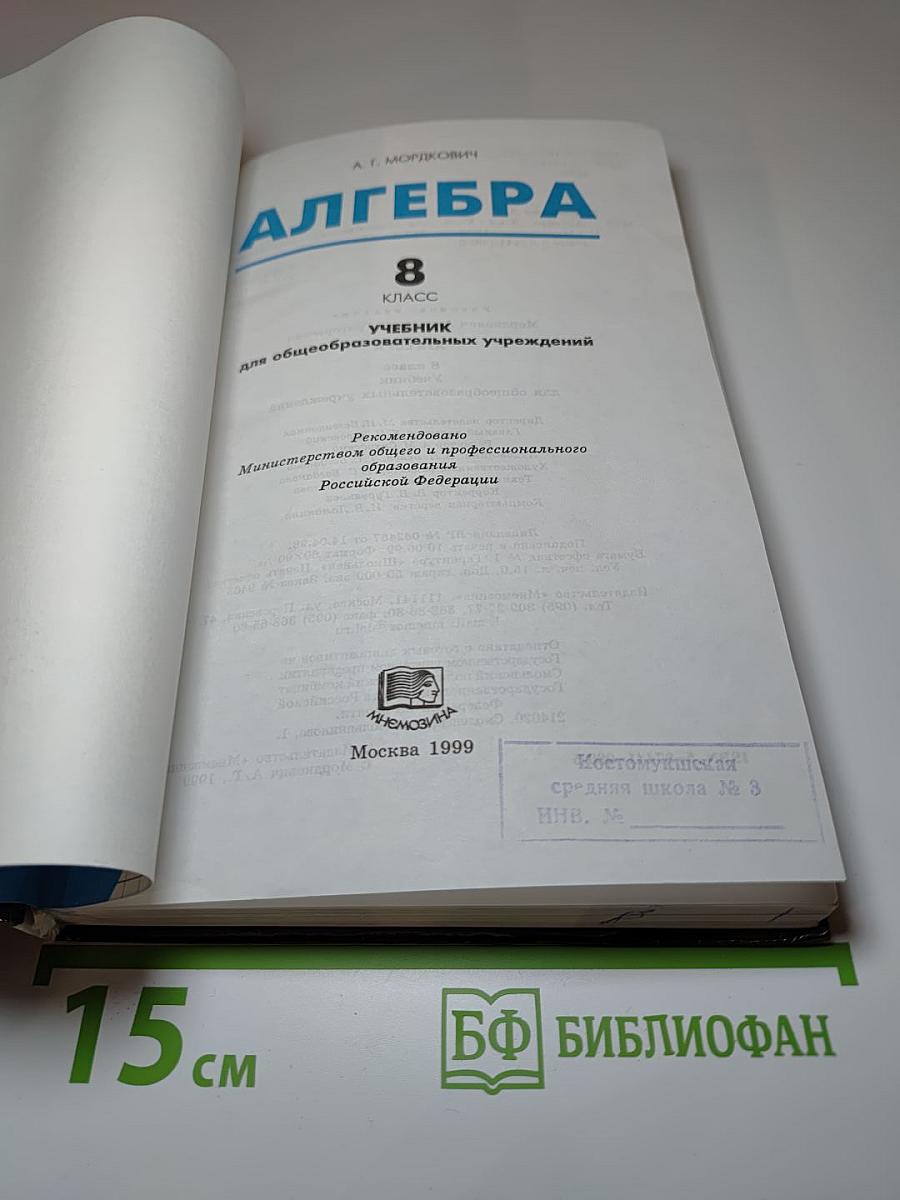 А. Г. МОРДКОВИЧ
АЛГЕБРА
8
КЛАСС
УЧЕБНИК
для общеобразовательных учреждений
Рекомендовано
Министерством общего и профессионального
образования
Российской Федерации
МНЕМОЗИНА
Москва 1999
Костомукшская
средняя школа № 3
ИНВ. №
15 см
БФ БИБЛИОФАН